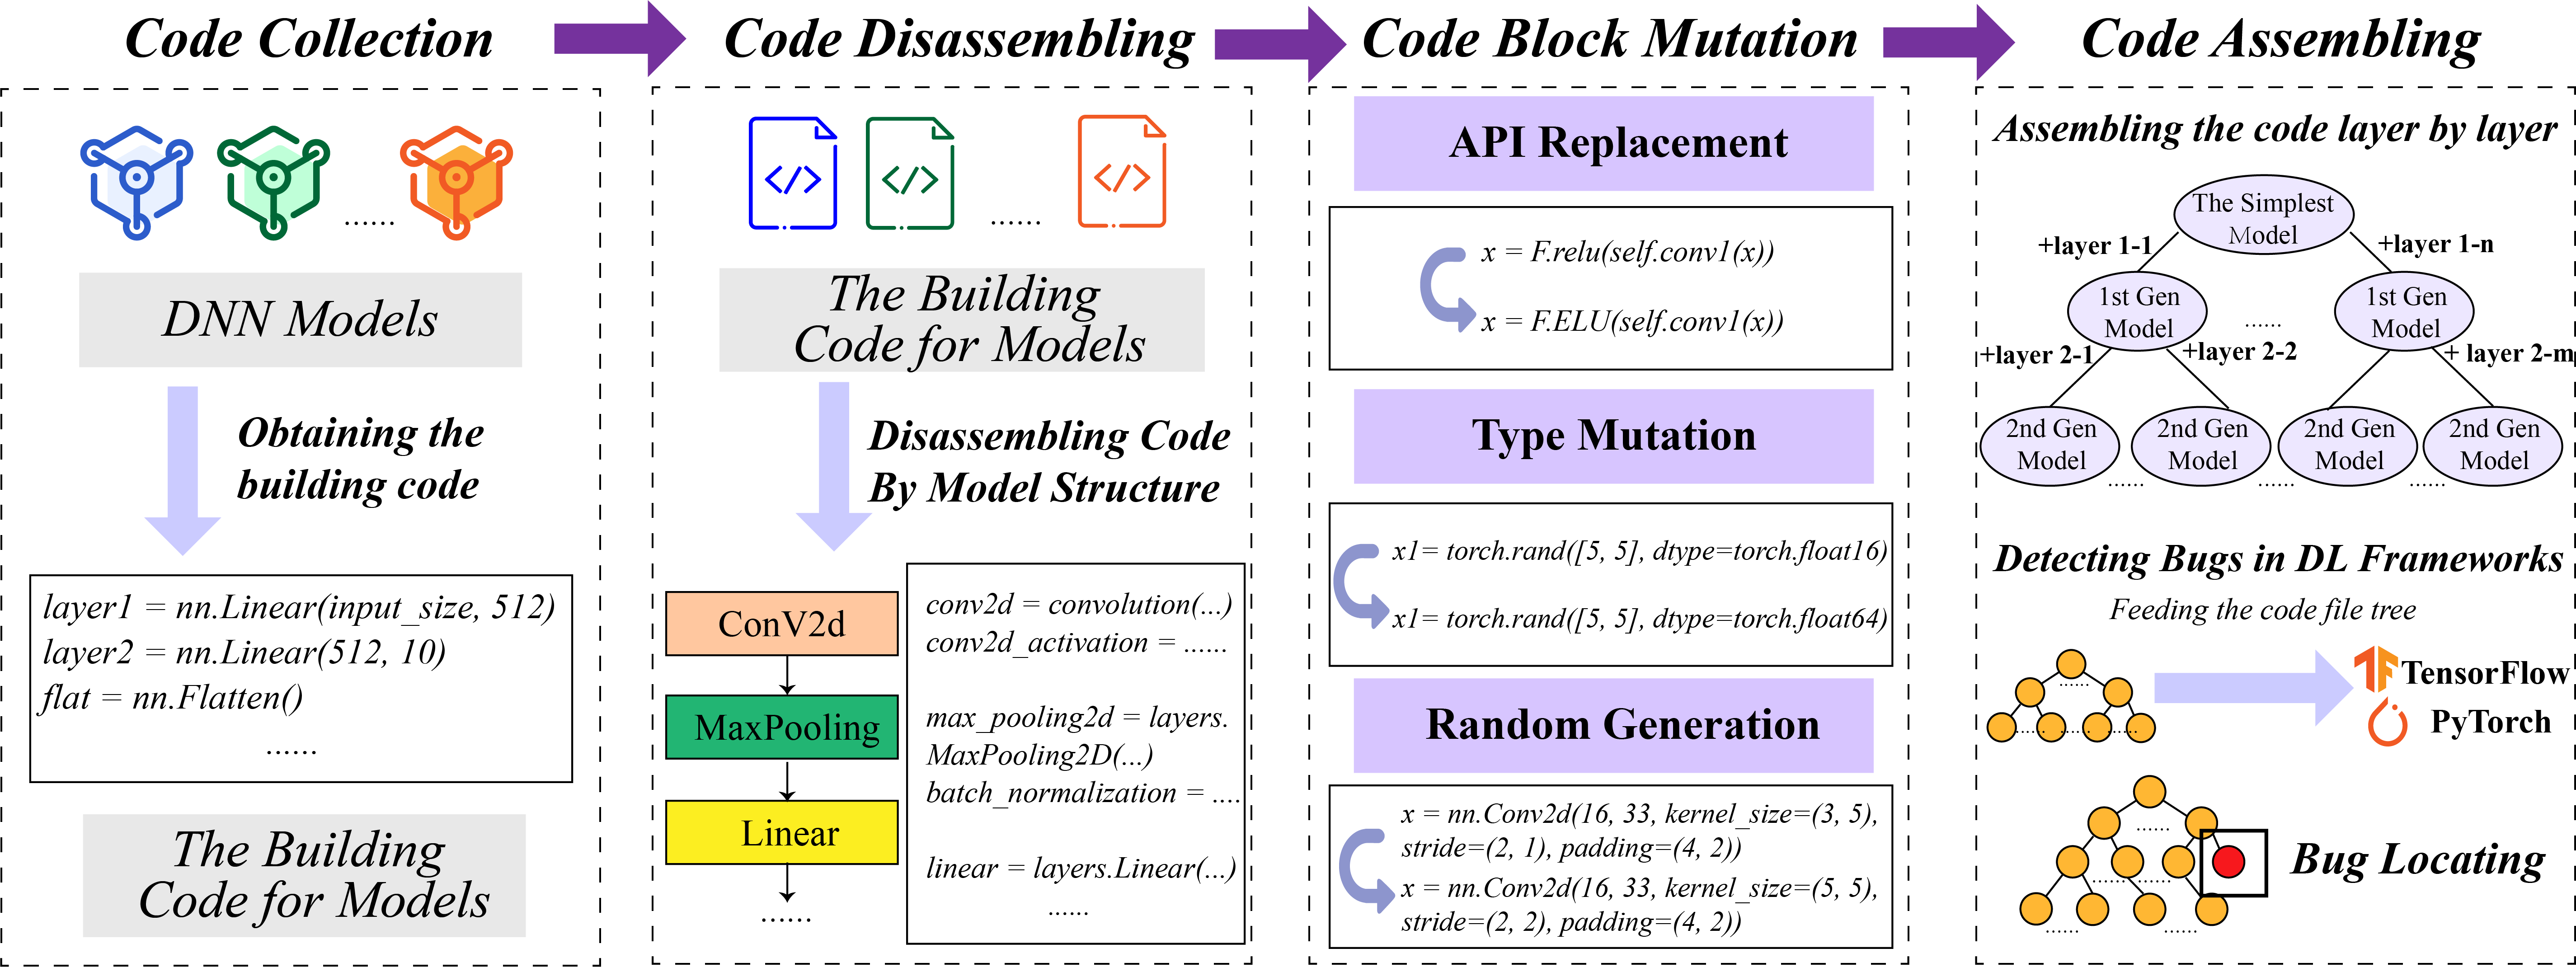 Code Collection
Code Disassembling
Code Block Mutation
Code Assembling
......
DNN Models
Obtaining the
building code
layer1 = nn.Linear(input_size, 512)
layer2 = nn.Linear(512, 10)
flat = nn.Flatten()
......
The Building
Code for Models
</>
</>
......
</>
The Building
Code for Models
Disassembling Code
By Model Structure
ConV2d
MaxPooling
Linear
......
conv2d = convolution(...)
conv2d_activation = ......
max_pooling2d = layers.
MaxPooling2D(...)
batch_normalization = ....
linear = layers.Linear(...)
......
API Replacement
x = F.relu(self.conv1(x))
x = F.ELU(self.conv1(x))
Type Mutation
x1= torch.rand([5, 5], dtype=torch.float16)
x1= torch.rand([5, 5], dtype=torch.float64)
Random Generation
x = nn.Conv2d(16, 33, kernel_size=(3, 5),
stride=(2, 1), padding=(4, 2))
x = nn.Conv2d(16, 33, kernel_size=(5, 5),
stride=(2, 2), padding=(4, 2))
Assembling the code layer by layer
The Simplest
Model
+layer 1-1
+layer 1-n
1st Gen
Model
......
1st Gen
Model
+layer 2-1
+layer 2-2
+ layer 2-m
2nd Gen
Model
2nd Gen
Model
2nd Gen
Model
2nd Gen
Model
......
......
......
Detecting Bugs in DL Frameworks
Feeding the code file tree
TensorFlow
PyTorch
Bug Locating